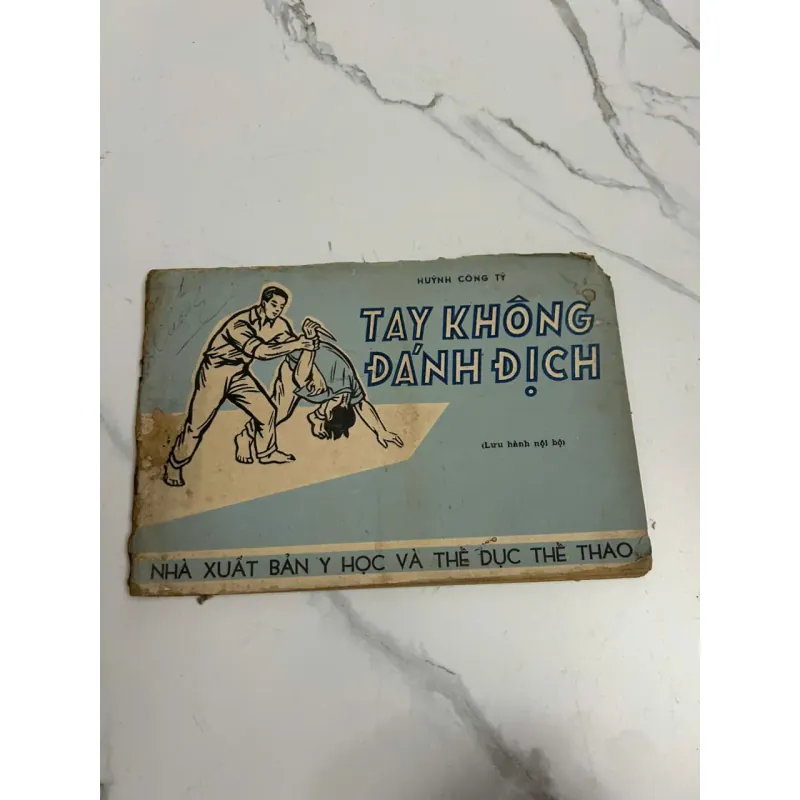 HUỲNH CÔNG TỶ
TAY KHÔNG
ĐÁNH ĐỊCH
(Lưu hành nội bộ)
NHÀ XUẤT BẢN Y HỌC VÀ THỂ DỤC THỂ THAO